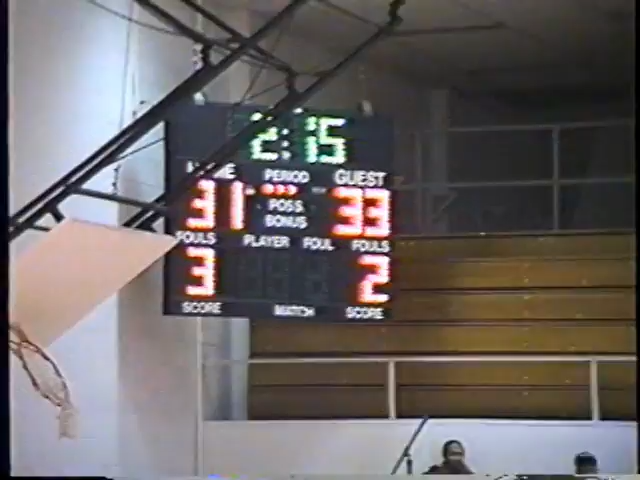 2:15
HOME PERIOD GUEST
31 33
POSS.
BONUS
FOULS PLAYER FOUL FOULS
3 2
SCORE MATCH SCORE